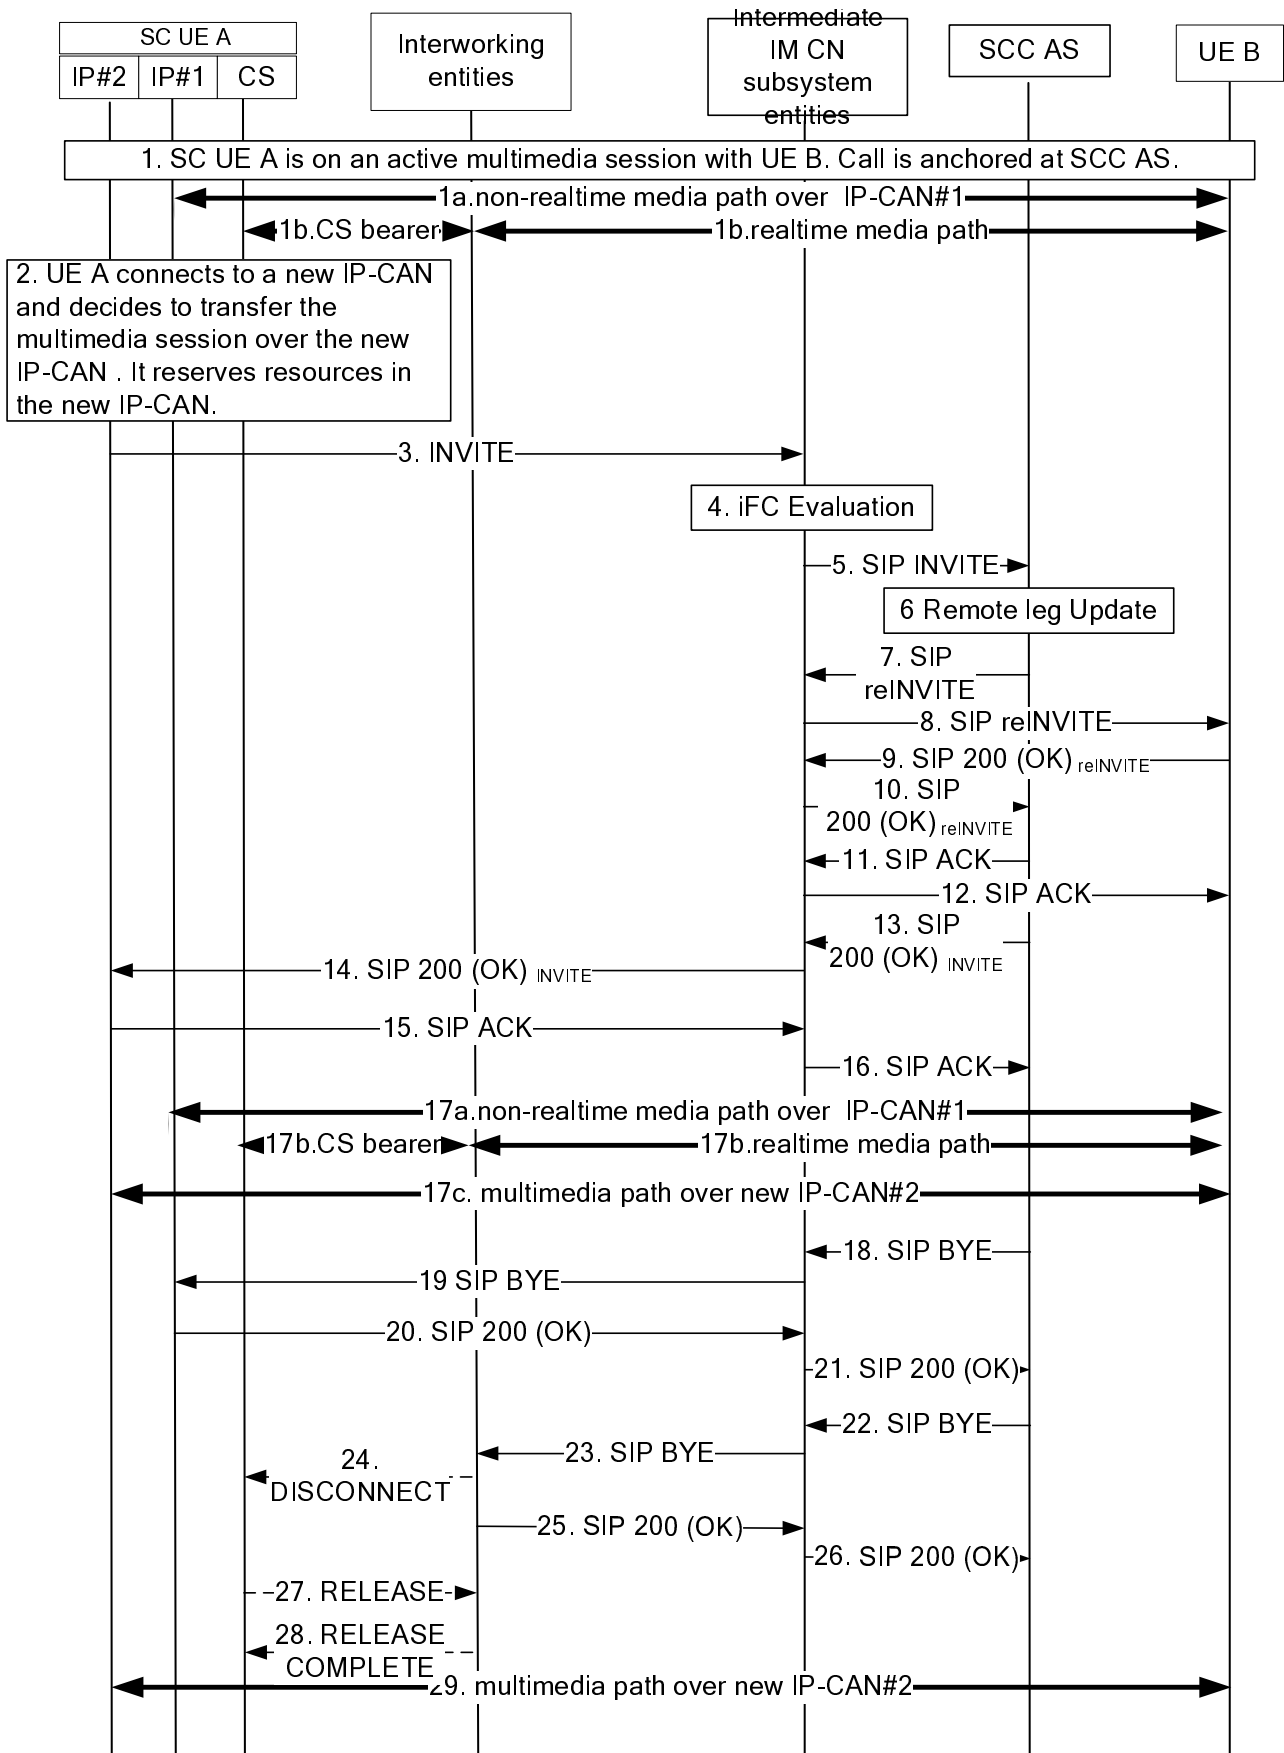 SC UE A
IP#2 IP#1 CS
Interworking
entities
Intermediate
IM CN
subsystem
entities
SCC AS
UE B
1. SC UE A is on an active multimedia session with UE B. Call is anchored at SCC AS.
1a.non-realtime media path over IP-CAN#1
1b.CS bearer
1b.realtime media path
2. UE A connects to a new IP-CAN
and decides to transfer the
multimedia session over the new
IP-CAN . It reserves resources in
the new IP-CAN.
3. INVITE
4. iFC Evaluation
5. SIP INVITE
6 Remote leg Update
7. SIP
reINVITE
8. SIP reINVITE
9. SIP 200 (OK) reINVITE
10. SIP
200 (OK) reINVITE
11. SIP ACK
12. SIP ACK
13. SIP
200 (OK) INVITE
14. SIP 200 (OK) INVITE
15. SIP ACK
16. SIP ACK
17a.non-realtime media path over IP-CAN#1
17b.CS bearer
17b.realtime media path
17c. multimedia path over new IP-CAN#2
18. SIP BYE
19 SIP BYE
20. SIP 200 (OK)
21. SIP 200 (OK)
22. SIP BYE
23. SIP BYE
24.
DISCONNECT
25. SIP 200 (OK)
26. SIP 200 (OK)
27. RELEASE
28. RELEASE
COMPLETE
29. multimedia path over new IP-CAN#2